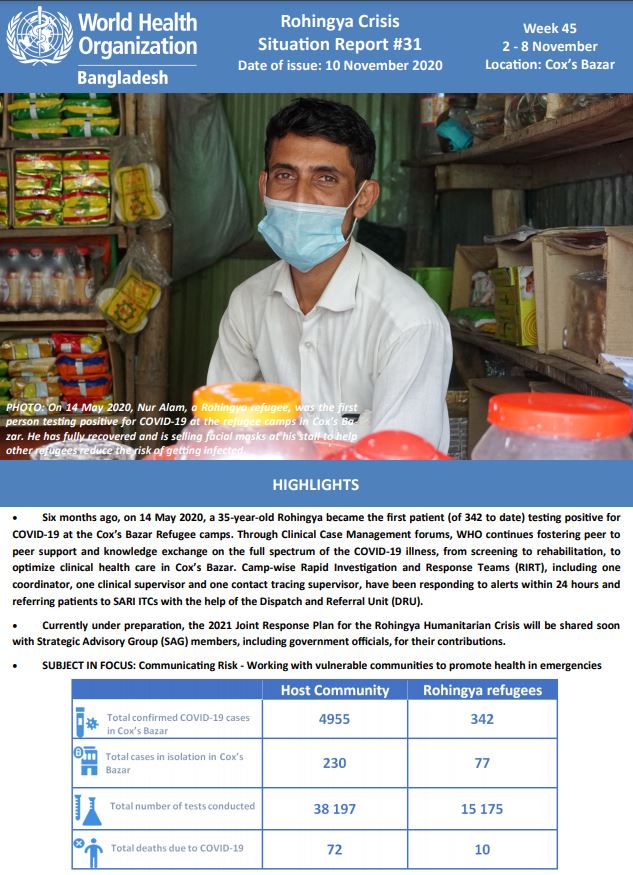 World Health
Organization
Bangladesh
Rohingya Crisis
Situation Report #31
Date of issue: 10 November 2020
Week 45
2 - 8 November
Location: Cox’s Bazar
PHOTO: On 14 May 2020, Nur Alam, a Rohingya refugee, was the first
person testing positive for COVID-19 at the refugee camps in Cox's Ba-
zar. He has fully recovered and is selling facial masks at his stall to help
other refugees reduce the risk of getting infected.
HIGHLIGHTS
• Six months ago, on 14 May 2020, a 35-year-old Rohingya became the first patient (of 342 to date) testing positive for
COVID-19 at the Cox’s Bazar Refugee camps. Through Clinical Case Management forums, WHO continues fostering peer to
peer support and knowledge exchange on the full spectrum of the COVID-19 illness, from screening to rehabilitation, to
optimize clinical health care in Cox’s Bazar. Camp-wise Rapid Investigation and Response Teams (RIRT), including one
coordinator, one clinical supervisor and one contact tracing supervisor, have been responding to alerts within 24 hours and
referring patients to SARI ITCs with the help of the Dispatch and Referral Unit (DRU).
• Currently under preparation, the 2021 Joint Response Plan for the Rohingya Humanitarian Crisis will be shared soon
with Strategic Advisory Group (SAG) members, including government officials, for their contributions.
• SUBJECT IN FOCUS: Communicating Risk - Working with vulnerable communities to promote health in emergencies
Host Community Rohingya refugees
Total confirmed COVID-19 cases
in Cox’s Bazar 4955 342
Total cases in isolation in Cox’s
Bazar 230 77
Total number of tests conducted 38 197 15 175
Total deaths due to COVID-19 72 10